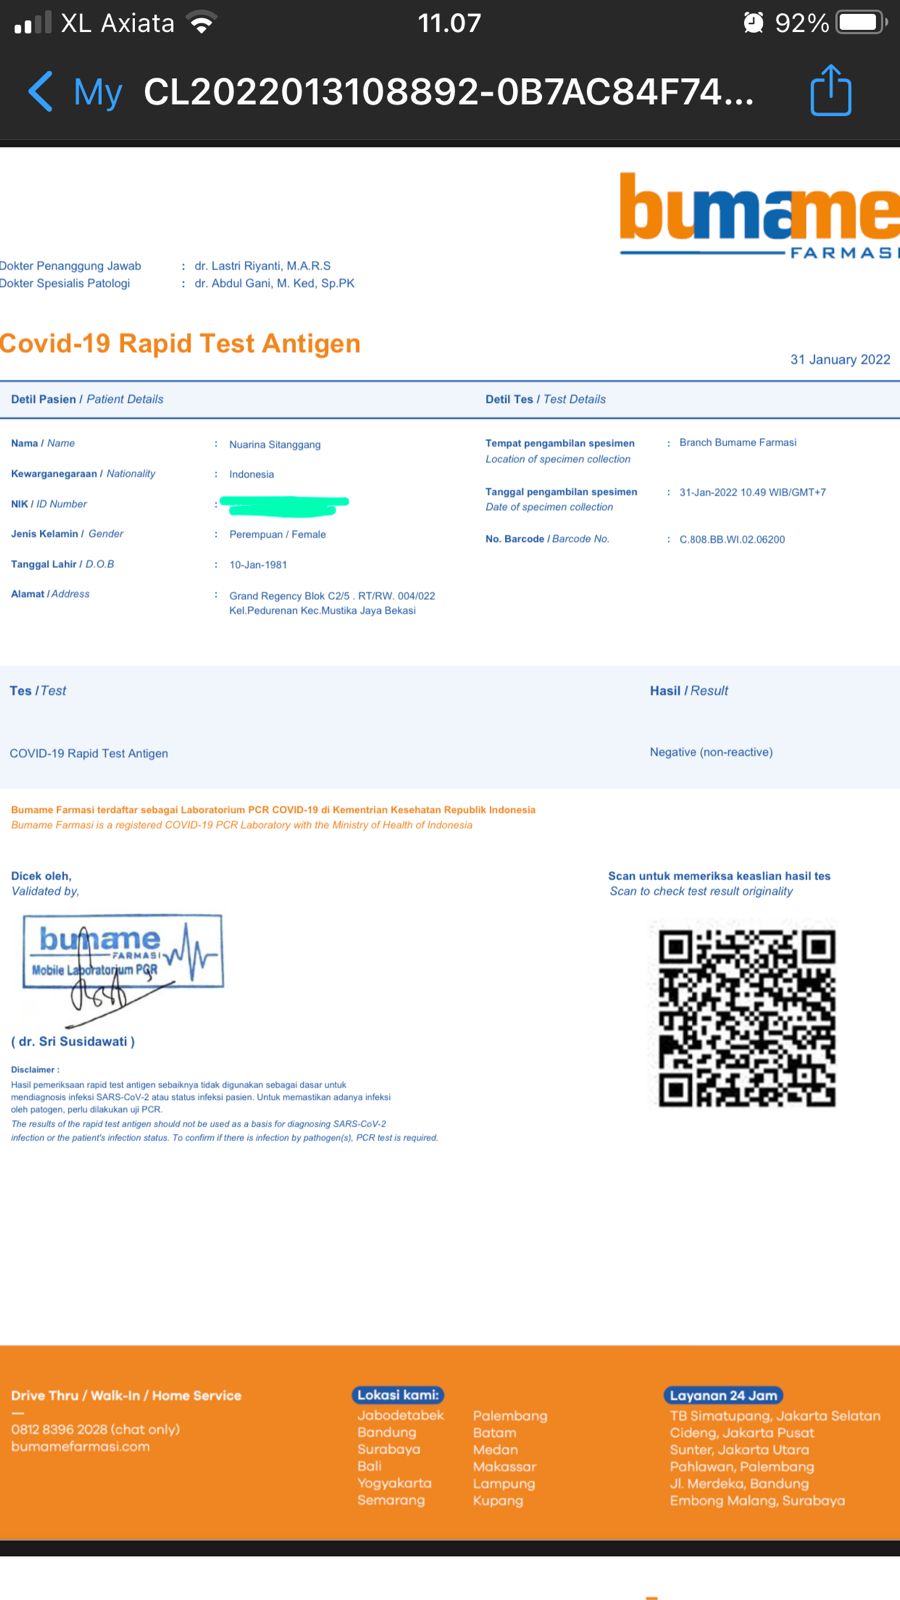 XL Axiata 11.07 92%
My CL2022013108892-0B7AC84F74...
bumame
FARMASI
Dokter Penanggung Jawab : dr. Lastri Riyanti, M.A.R.S
Dokter Spesialis Patologi : dr. Abdul Gani, M. Ked, Sp.PK
Covid-19 Rapid Test Antigen
31 January 2022
Detil Pasien / Patient Details
Nama / Name : Nuarina Sitanggang
Kewarganegaraan / Nationality : Indonesia
NIK / ID Number :
Jenis Kelamin / Gender : Perempuan / Female
Tanggal Lahir / D.O.B : 10-Jan-1981
Alamat / Address : Grand Regency Blok C2/5 . RT/RW. 004/022
Kel.Pedurenan Kec.Mustika Jaya Bekasi
Detil Tes / Test Details
Tempat pengambilan spesimen : Branch Bumame Farmasi
Location of specimen collection
Tanggal pengambilan spesimen : 31-Jan-2022 10.49 WIB/GMT+7
Date of specimen collection
No. Barcode / Barcode No. : C.808.BB.WI.02.06200
Tes / Test Hasil / Result
COVID-19 Rapid Test Antigen Negative (non-reactive)
Bumame Farmasi terdaftar sebagai Laboratorium PCR COVID-19 di Kementrian Kesehatan Republik Indonesia
Bumame Farmasi is a registered COVID-19 PCR Laboratory with the Ministry of Health of Indonesia
Dicek oleh,
Validated by,
bumame
FARMASI
Mobile Laboratorium PCR
( dr. Sri Susidawati )
Scan untuk memeriksa keaslian hasil tes
Scan to check test result originality
Disclaimer :
Hasil pemeriksaan rapid test antigen sebaiknya tidak digunakan sebagai dasar untuk
mendiagnosis infeksi SARS-CoV-2 atau status infeksi pasien. Untuk memastikan adanya infeksi
oleh patogen, perlu dilakukan uji PCR.
The results of the rapid test antigen should not be used as a basis for diagnosing SARS-CoV-2
infection or the patient's infection status. To confirm if there is infection by pathogen(s), PCR test is required.
Drive Thru / Walk-In / Home Service
0812 8396 2028 (chat only)
bumamefarmasi.com
Lokasi kami:
Jabodetabek
Bandung
Surabaya
Bali
Yogyakarta
Semarang
Palembang
Batam
Medan
Makassar
Lampung
Kupang
Layanan 24 Jam
TB Simatupang, Jakarta Selatan
Cideng, Jakarta Pusat
Sunter, Jakarta Utara
Pahlawan, Palembang
Jl. Merdeka, Bandung
Embong Malang, Surabaya